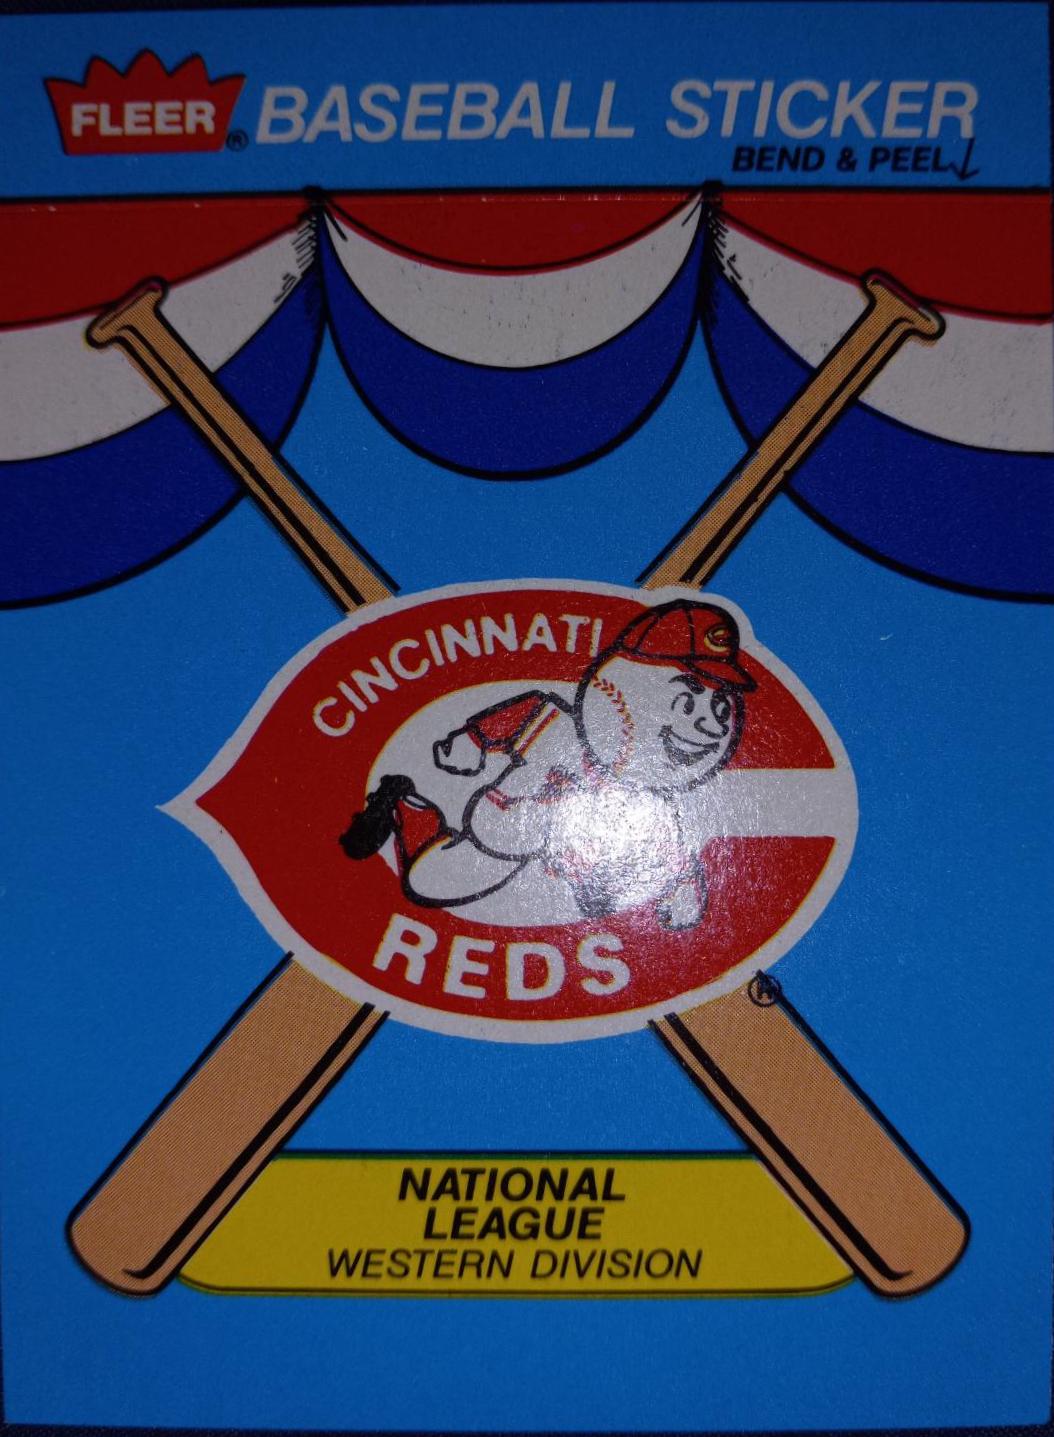 FLEER® BASEBALL STICKER
BEND & PEEL
CINCINNATI
C
REDS
®
NATIONAL
LEAGUE
WESTERN DIVISION